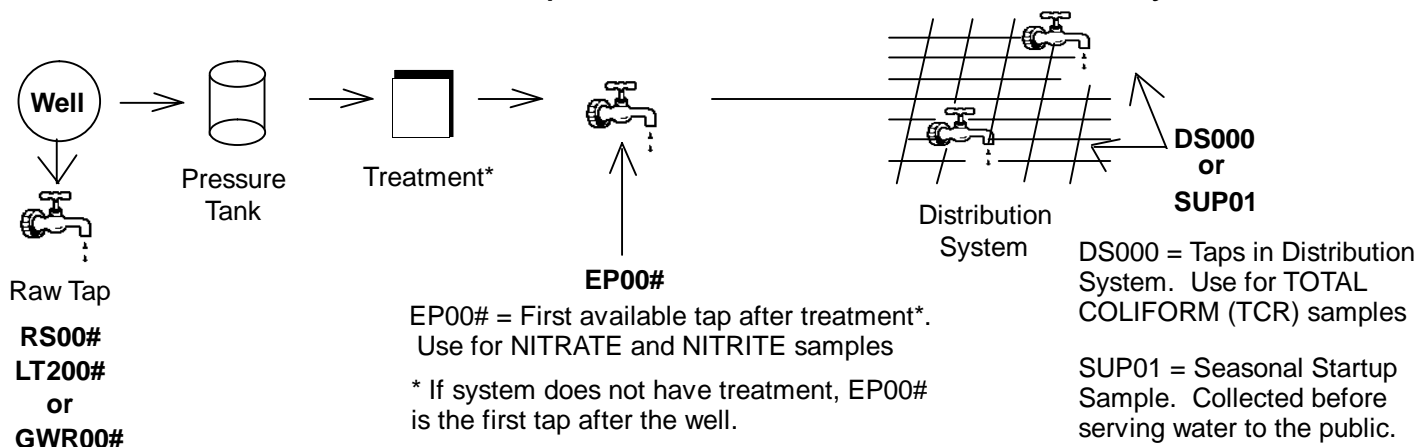 Well
Pressure
Tank
Treatment*
Distribution
System
DS000
or
SUP01
Raw Tap
RS00#
LT200#
or
GWR00#
EP00#
EP00# = First available tap after treatment*.
Use for NITRATE and NITRITE samples
* If system does not have treatment, EP00#
is the first tap after the well.
DS000 = Taps in Distribution
System. Use for TOTAL
COLIFORM (TCR) samples
SUP01 = Seasonal Startup
Sample. Collected before
serving water to the public.